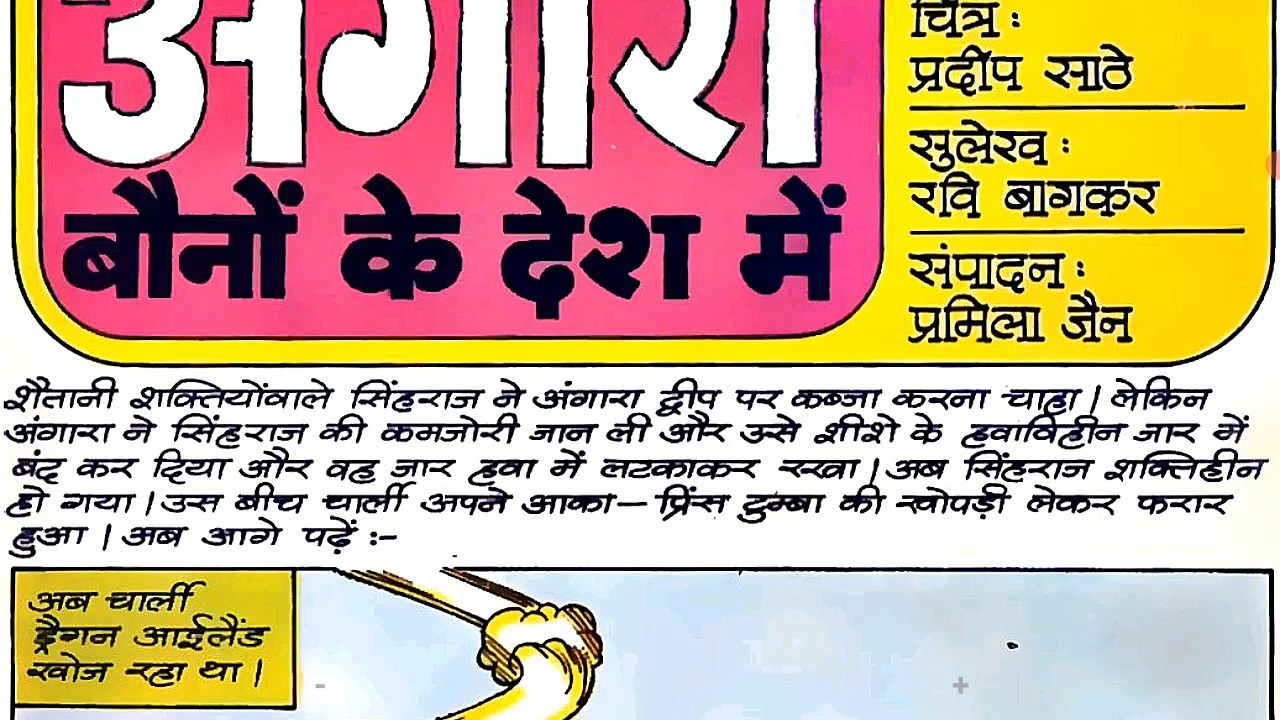 अंगारा
बौनों के देश में
चित्र:
प्रदीप साठे
सुलेख:
रवि बागकर
संपादन:
प्रमिला जैन
शैतानी शक्तियोंवाले सिंहराज ने अंगारा द्वीप पर कब्जा करना चाहा। लेकिन
अंगारा ने सिंहराज की कमजोरी जान ली और उसे शीशे के हवाविहीन जार में
बंद कर दिया और वह जार हवा में लटकाकर रखा। अब सिंहराज शक्तिहीन
हो गया। उस बीच चार्ली अपने आका— प्रिंस टुम्बा की खोपड़ी लेकर फरार
हुआ। अब आगे पढ़ें :-
अब चार्ली
ड्रैगन आईलैंड
खोज रहा था।